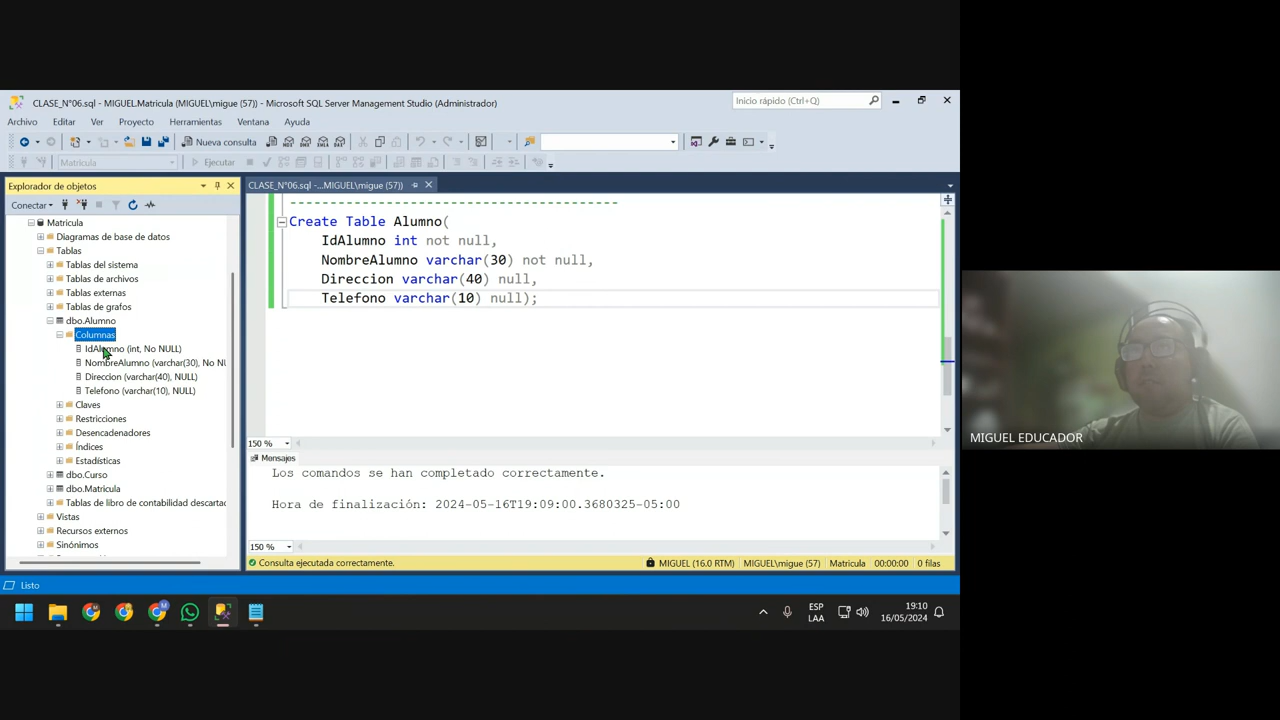 CLASE_N°06.sql - MIGUEL.Matricula (MIGUEL\migue (57)) - Microsoft SQL Server Management Studio (Administrador)
Inicio rápido (Ctrl+Q)
Archivo Editar Ver Proyecto Herramientas Ventana Ayuda
Nueva consulta
Matricula
Ejecutar
Explorador de objetos
Conectar
Matricula
Diagramas de base de datos
Tablas
Tablas del sistema
Tablas de archivos
Tablas externas
Tablas de grafos
dbo.Alumno
Columnas
IdAlumno (int, No NULL)
NombreAlumno (varchar(30), No NU
Direccion (varchar(40), NULL)
Telefono (varchar(10), NULL)
Claves
Restricciones
Desencadenadores
Índices
Estadísticas
dbo.Curso
dbo.Matricula
Tablas de libro de contabilidad descartac
Vistas
Recursos externos
Sinónimos
CLASE_N°06.sql -...MIGUEL\migue (57))
-----------------------------------------
Create Table Alumno(
IdAlumno int not null,
NombreAlumno varchar(30) not null,
Direccion varchar(40) null,
Telefono varchar(10) null);
150 %
Mensajes
Los comandos se han completado correctamente.
Hora de finalización: 2024-05-16T19:09:00.3680325-05:00
150 %
Consulta ejecutada correctamente.
MIGUEL (16.0 RTM)
MIGUEL\migue (57)
Matricula
00:00:00
0 filas
Listo
ESP
LAA
19:10
16/05/2024
MIGUEL EDUCADOR